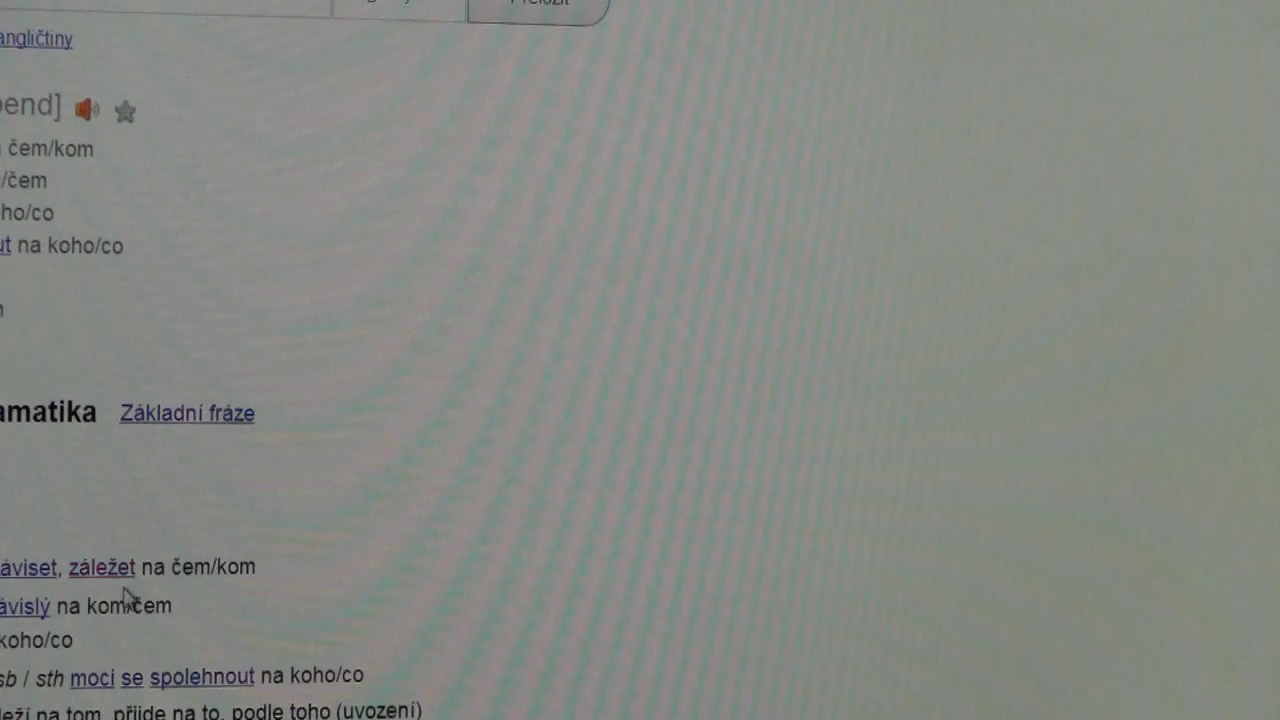 angličtiny
pend]
čem/kom
/čem
ho/co
ut na koho/co
amatika Základní fráze
áviset, záležet na čem/kom
ávislý na kom/čem
koho/co
sb / sth moci se spolehnout na koho/co
leží na tom, přijde na to, podle toho (uvození)